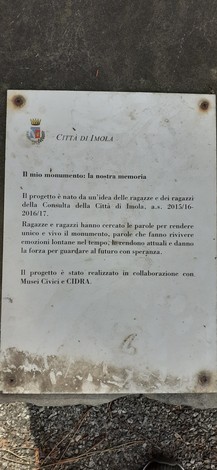 CITTÀ DI IMOLA
Il mio monumento: la nostra memoria
Il progetto è nato da un'idea delle ragazze e dei ragazzi
della Consulta della Città di Imola, a.s. 2015/16-
2016/17.
Ragazze e ragazzi hanno cercato le parole per rendere
unico e vivo il monumento, parole che fanno rivivere
emozioni lontane nel tempo, le rendono attuali e danno
la forza per guardare al futuro con speranza.
Il progetto è stato realizzato in collaborazione con
Musei Civici e CIDRA.